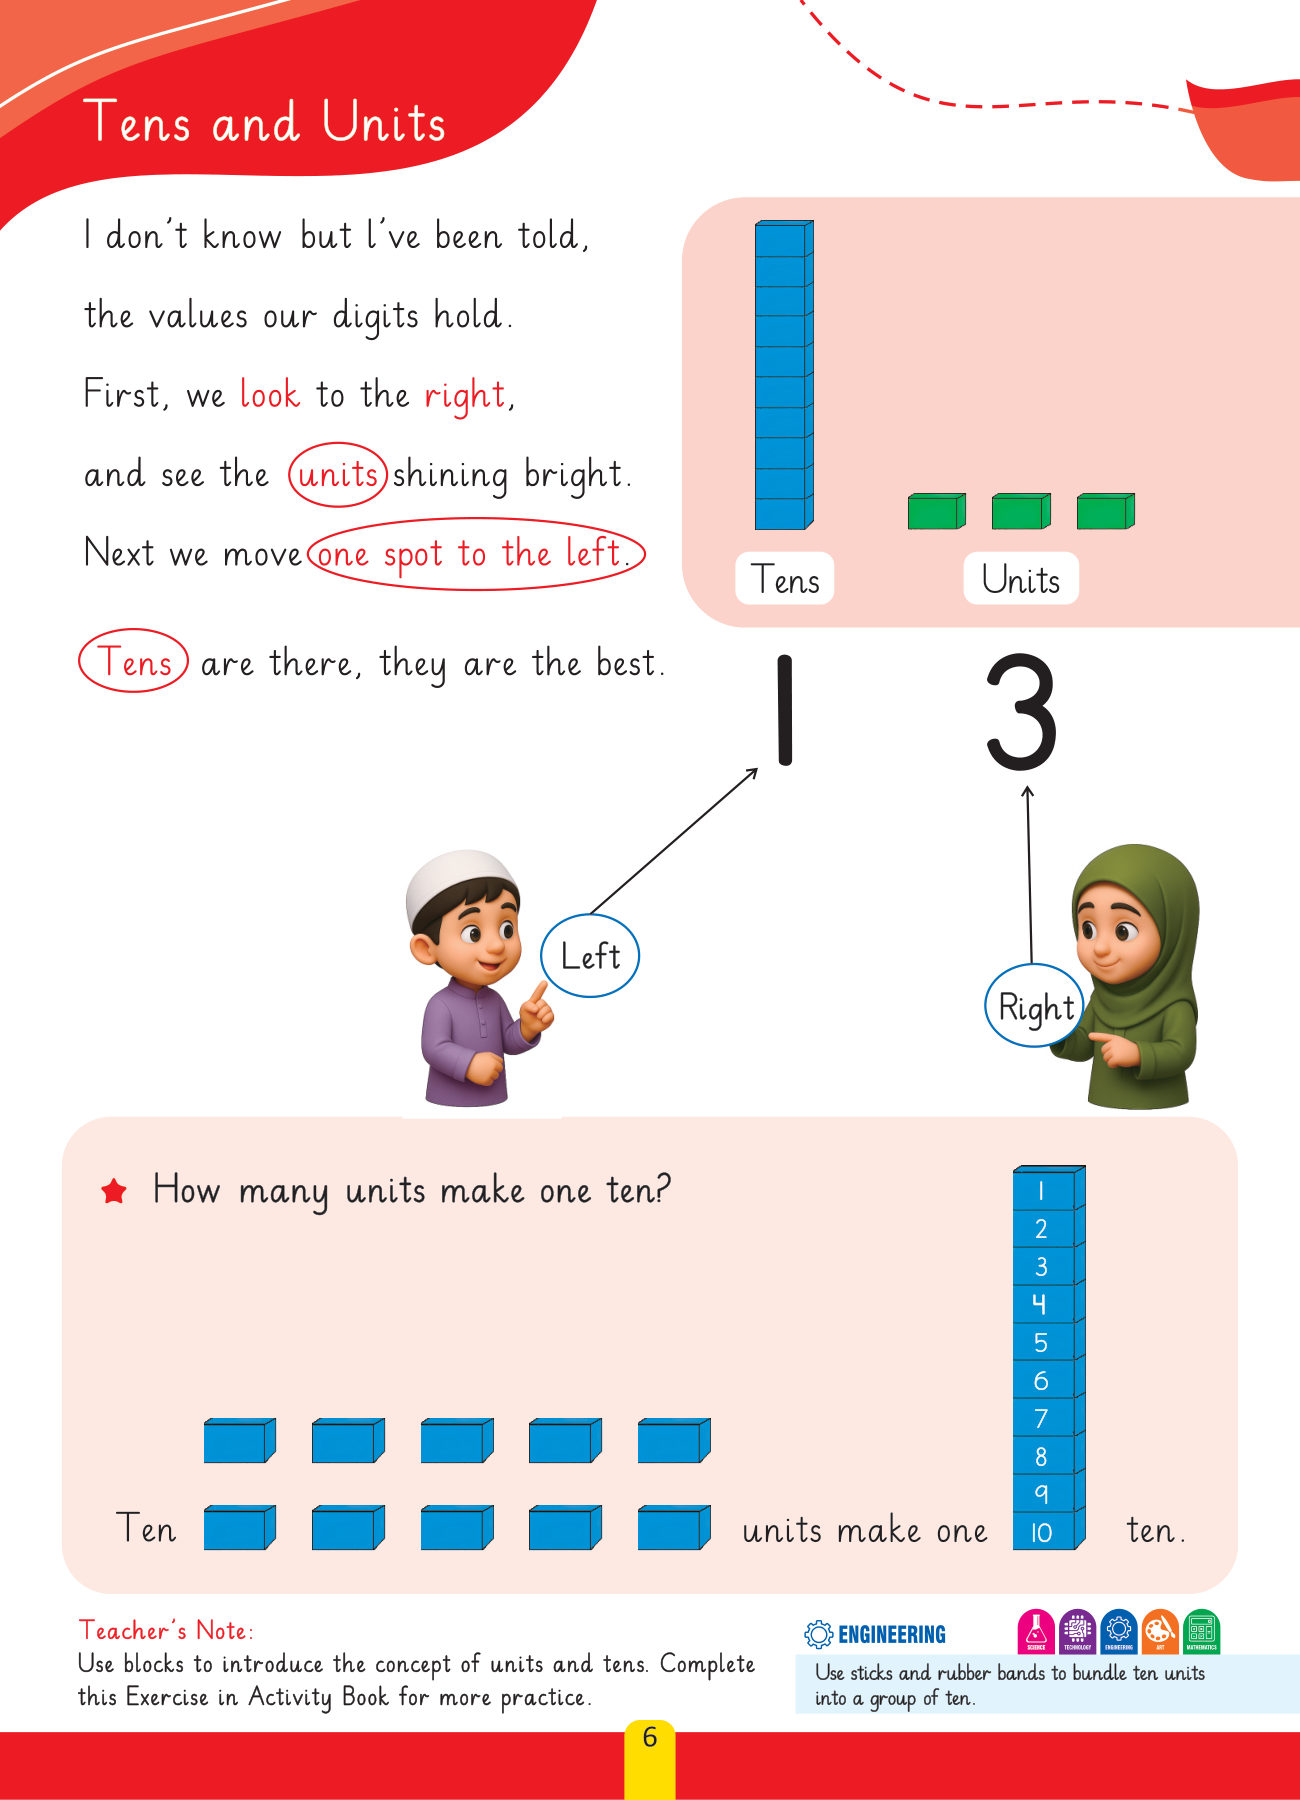 Tens and Units
I don't know but I've been told,
the values our digits hold.
First, we look to the right,
and see the units shining bright.
Next we move one spot to the left.
Tens are there, they are the best.
Tens Units
1 3
Left
Right
How many units make one ten?
1
2
3
4
5
6
7
8
9
10
Ten units make one ten.
Teacher's Note:
Use blocks to introduce the concept of units and tens. Complete
this Exercise in Activity Book for more practice.
ENGINEERING
SCIENCE TECHNOLOGY ENGINEERING ART MATHEMATICS
Use sticks and rubber bands to bundle ten units
into a group of ten.
6